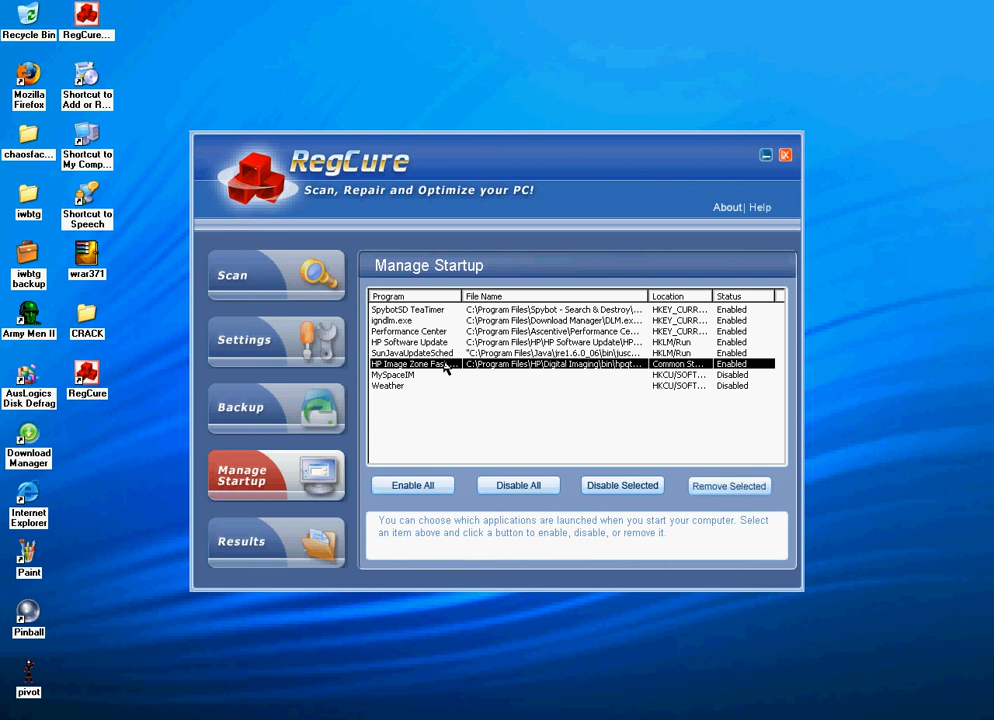 Recycle Bin
RegCure...
Mozilla
Firefox
Shortcut to
Add or R...
chaosfac...
Shortcut to
My Comp...
iwbtg
Shortcut to
Speech
iwbtg
backup
wrar371
Army Men II
CRACK
AusLogics
Disk Defrag
RegCure
Download
Manager
Internet
Explorer
Paint
Pinball
pivot
RegCure
Scan, Repair and Optimize your PC!
About | Help
Scan
Settings
Backup
Manage
Startup
Results
Manage Startup
Program File Name Location Status
SpybotSD TeaTimer C:\Program Files\Spybot - Search & Destroy\... HKEY_CURR... Enabled
igndlm.exe C:\Program Files\Download Manager\DLM.ex... HKEY_CURR... Enabled
Performance Center C:\Program Files\Ascentive\Performance Ce... HKEY_CURR... Enabled
HP Software Update C:\Program Files\HP\HP Software Update\HP... HKLM/Run Enabled
SunJavaUpdateSched "C:\Program Files\Java\jre1.6.0_06\bin\jusc... HKLM/Run Enabled
HP Image Zone Fas... C:\Program Files\HP\Digital Imaging\bin\hpqt... Common St... Enabled
MySpaceIM HKCU/SOFT... Disabled
Weather HKCU/SOFT... Disabled
Enable All
Disable All
Disable Selected
Remove Selected
You can choose which applications are launched when you start your computer. Select
an item above and click a button to enable, disable, or remove it.